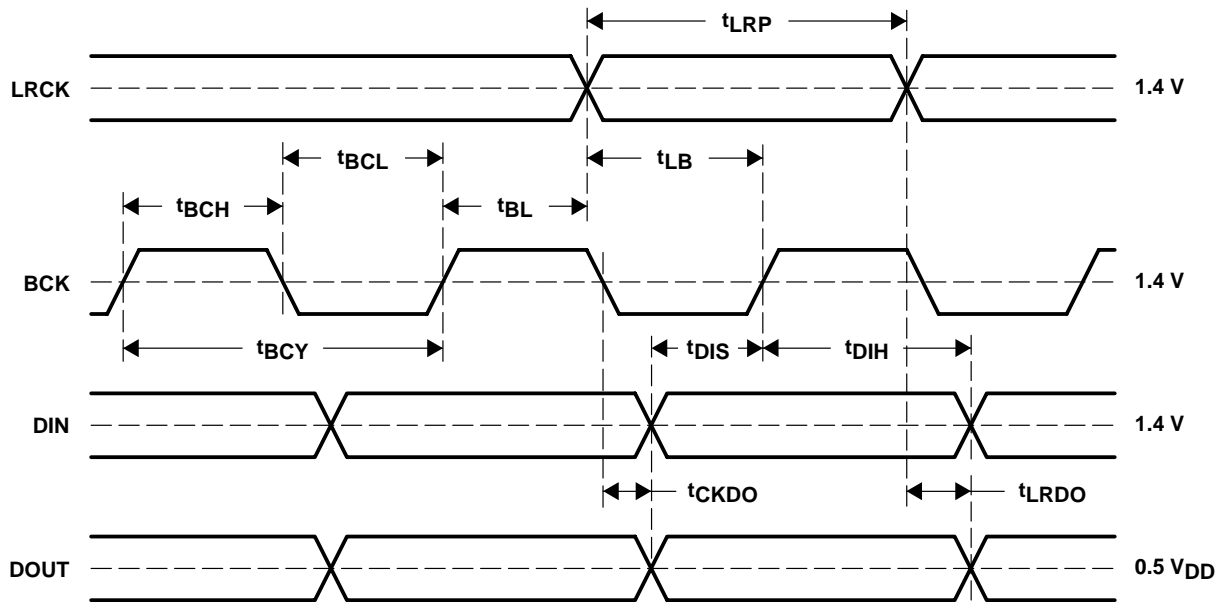 tLRP
LRCK
1.4 V
tBCL
tLB
tBCH
tBL
BCK
1.4 V
tBCY
tDIS
tDIH
DIN
1.4 V
tCKDO
tLRDO
DOUT
0.5 VDD